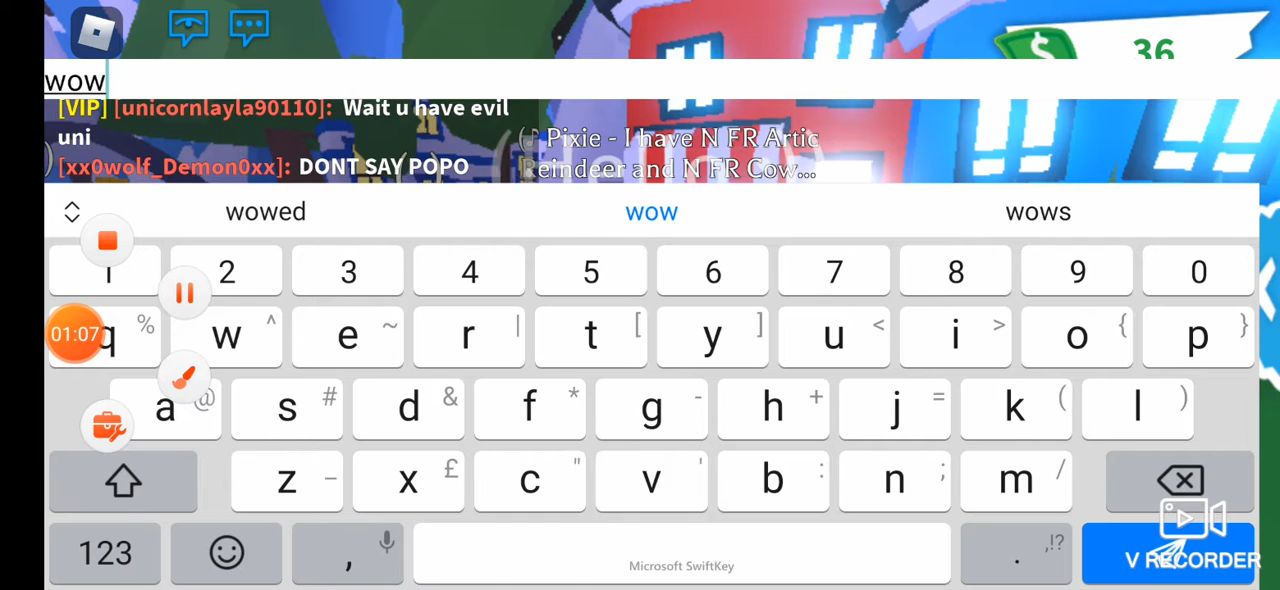 36
wow
[VIP] [unicornlayla90110]: Wait u have evil
uni
[xx0wolf_Demon0xx]: DONT SAY POPO
Pixie - I have N FR Artic
Reindeer and N FR Cow...
wowed wow wows
1 2 3 4 5 6 7 8 9 0
q % w ^ e ~ r | t [ y ] u < i > o { p }
01:07
a @ s # d & f * g - h + j = k ( l )
z _ x £ c " v ' b : n ; m /
123 , . ,!?
Microsoft SwiftKey
V RECORDER